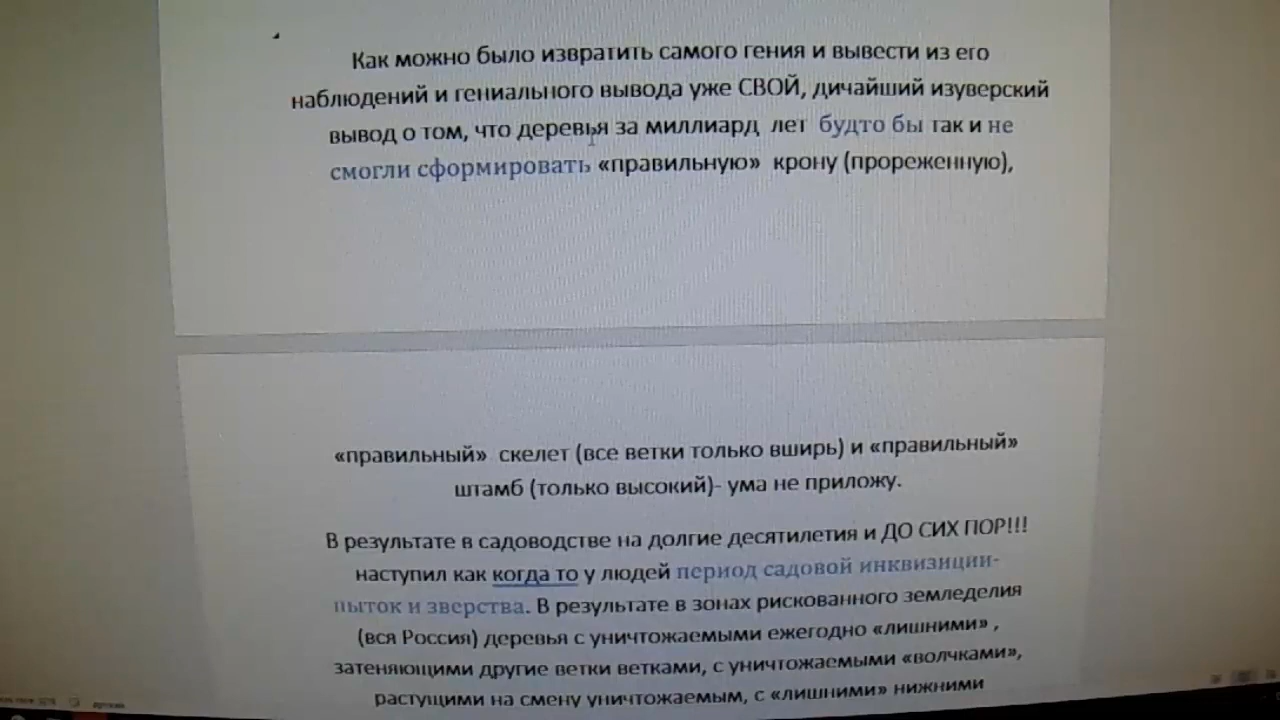 Как можно было извратить самого гения и вывести из его
наблюдений и гениального вывода уже СВОЙ, дичайший изуверский
вывод о том, что деревья за миллиард лет будто бы так и не
смогли сформировать «правильную» крону (прореженную),
«правильный» скелет (все ветки только вширь) и «правильный»
штамб (только высокий)- ума не приложу.
В результате в садоводстве на долгие десятилетия и ДО СИХ ПОР!!!
наступил как когда то у людей период садовой инквизиции-
пыток и зверства. В результате в зонах рискованного земледелия
(вся Россия) деревья с уничтожаемыми ежегодно «лишними» ,
затеняющими другие ветки ветками, с уничтожаемыми «волчками»,
растущими на смену уничтожаемым, с «лишними» нижними